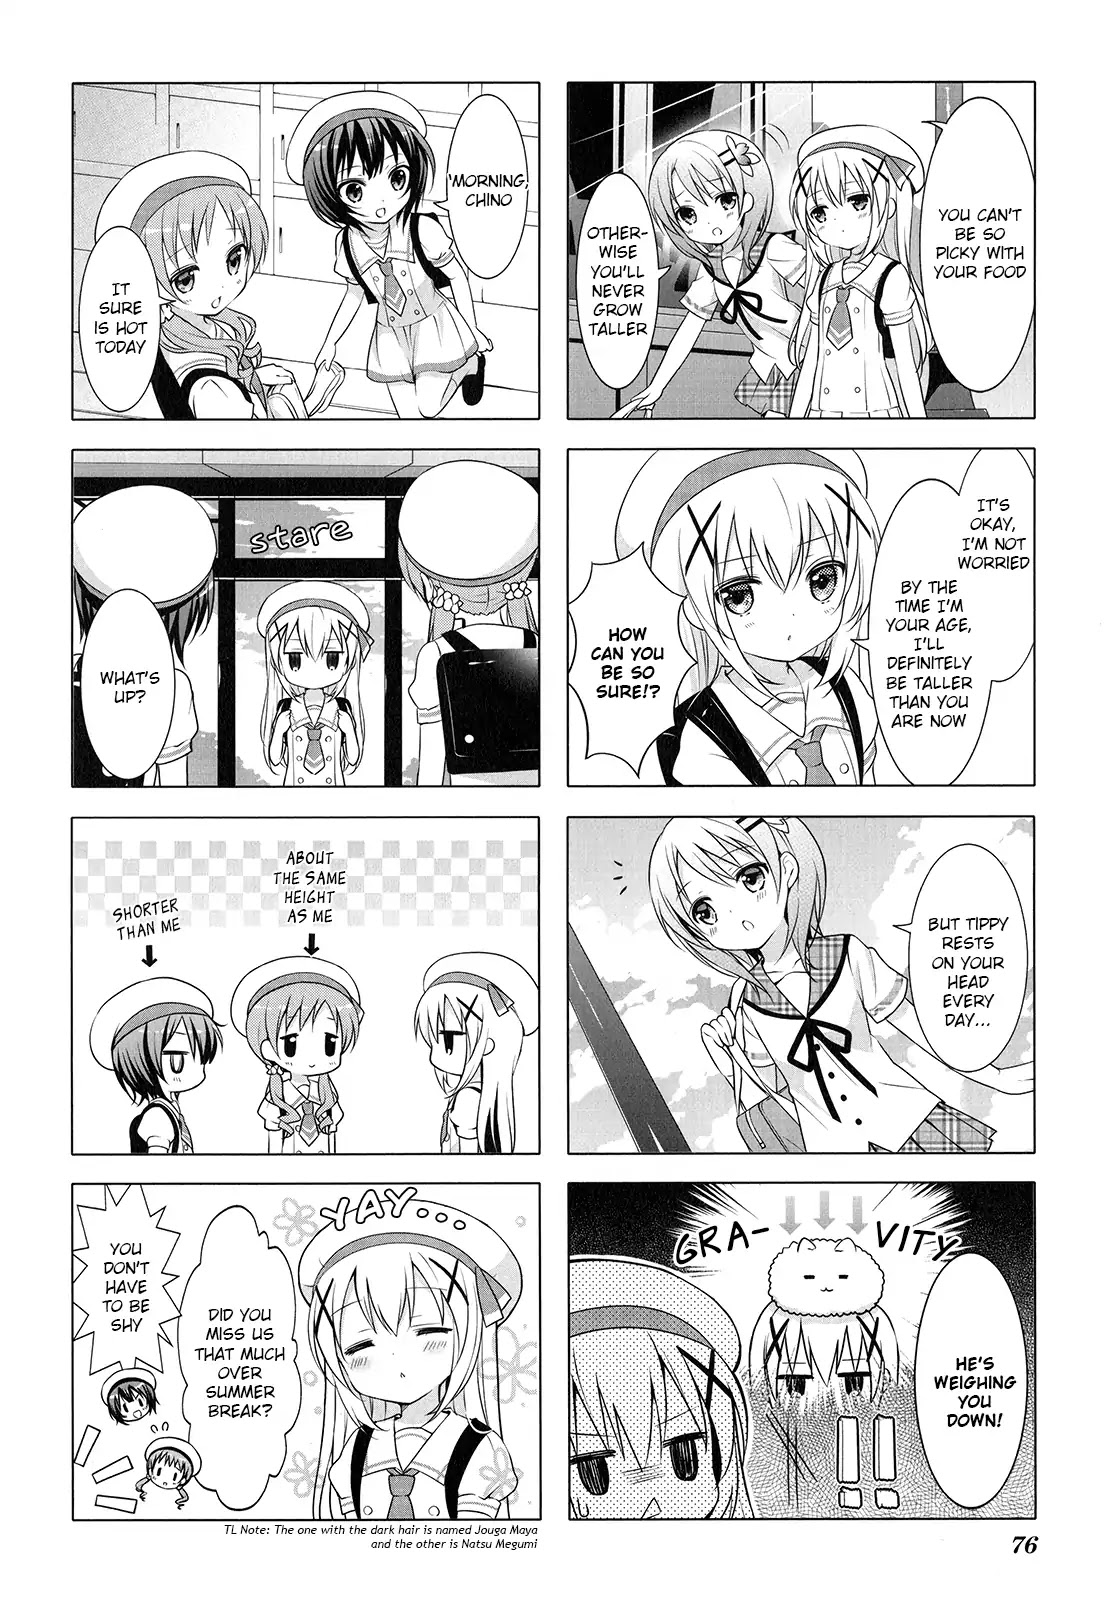 YOU CAN'T
BE SO
PICKY WITH
YOUR FOOD
OTHER-
WISE YOU'LL
NEVER
GROW
TALLER
IT'S
OKAY,
I'M NOT
WORRIED
BY THE
TIME I'M
YOUR AGE,
I'LL
DEFINITELY
BE TALLER
THAN YOU
ARE NOW
HOW
CAN YOU
BE SO
SURE!?
BUT TIPPY
RESTS
ON YOUR
HEAD
EVERY
DAY...
GRA-
VITY
HE'S
WEIGHING
YOU
DOWN!
'MORNING,
CHINO
IT
SURE
IS HOT
TODAY
stare
WHAT'S
UP?
ABOUT
THE SAME
HEIGHT
AS ME
SHORTER
THAN ME
YAY...
DID YOU
MISS US
THAT MUCH
OVER
SUMMER
BREAK?
YOU
DON'T
HAVE
TO BE
SHY
TL Note: The one with the dark hair is named Jouga Maya
and the other is Natsu Megumi
76